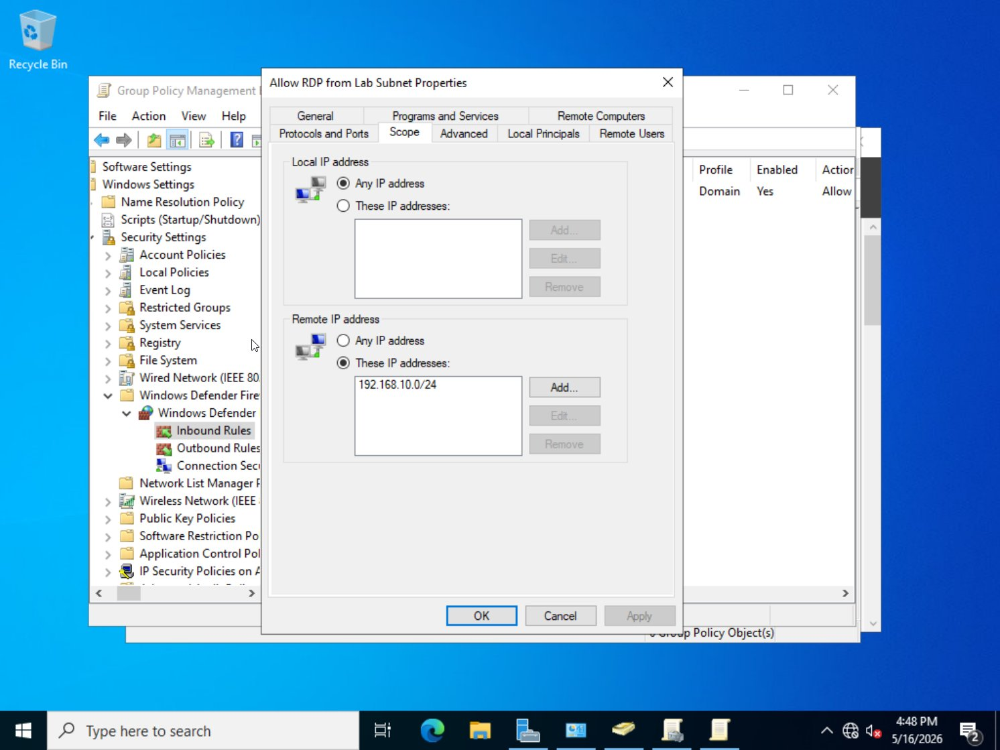 Recycle Bin
Group Policy Management
File Action View Help
Software Settings
Windows Settings
Name Resolution Policy
Scripts (Startup/Shutdown)
Security Settings
Account Policies
Local Policies
Event Log
Restricted Groups
System Services
Registry
File System
Wired Network (IEEE 80
Windows Defender Fire
Windows Defender
Inbound Rules
Outbound Rules
Connection Secu
Network List Manager P
Wireless Network (IEEE
Public Key Policies
Software Restriction Po
Application Control Pol
IP Security Policies on A
Allow RDP from Lab Subnet Properties
General Programs and Services Remote Computers
Protocols and Ports Scope Advanced Local Principals Remote Users
Local IP address
Any IP address
These IP addresses:
Add...
Edit...
Remove
Remote IP address
Any IP address
These IP addresses:
192.168.10.0/24
Add...
Edit...
Remove
OK Cancel Apply
Profile Enabled Action
Domain Yes Allow
Group Policy Object(s)
Type here to search
4:48 PM
5/16/2026
2